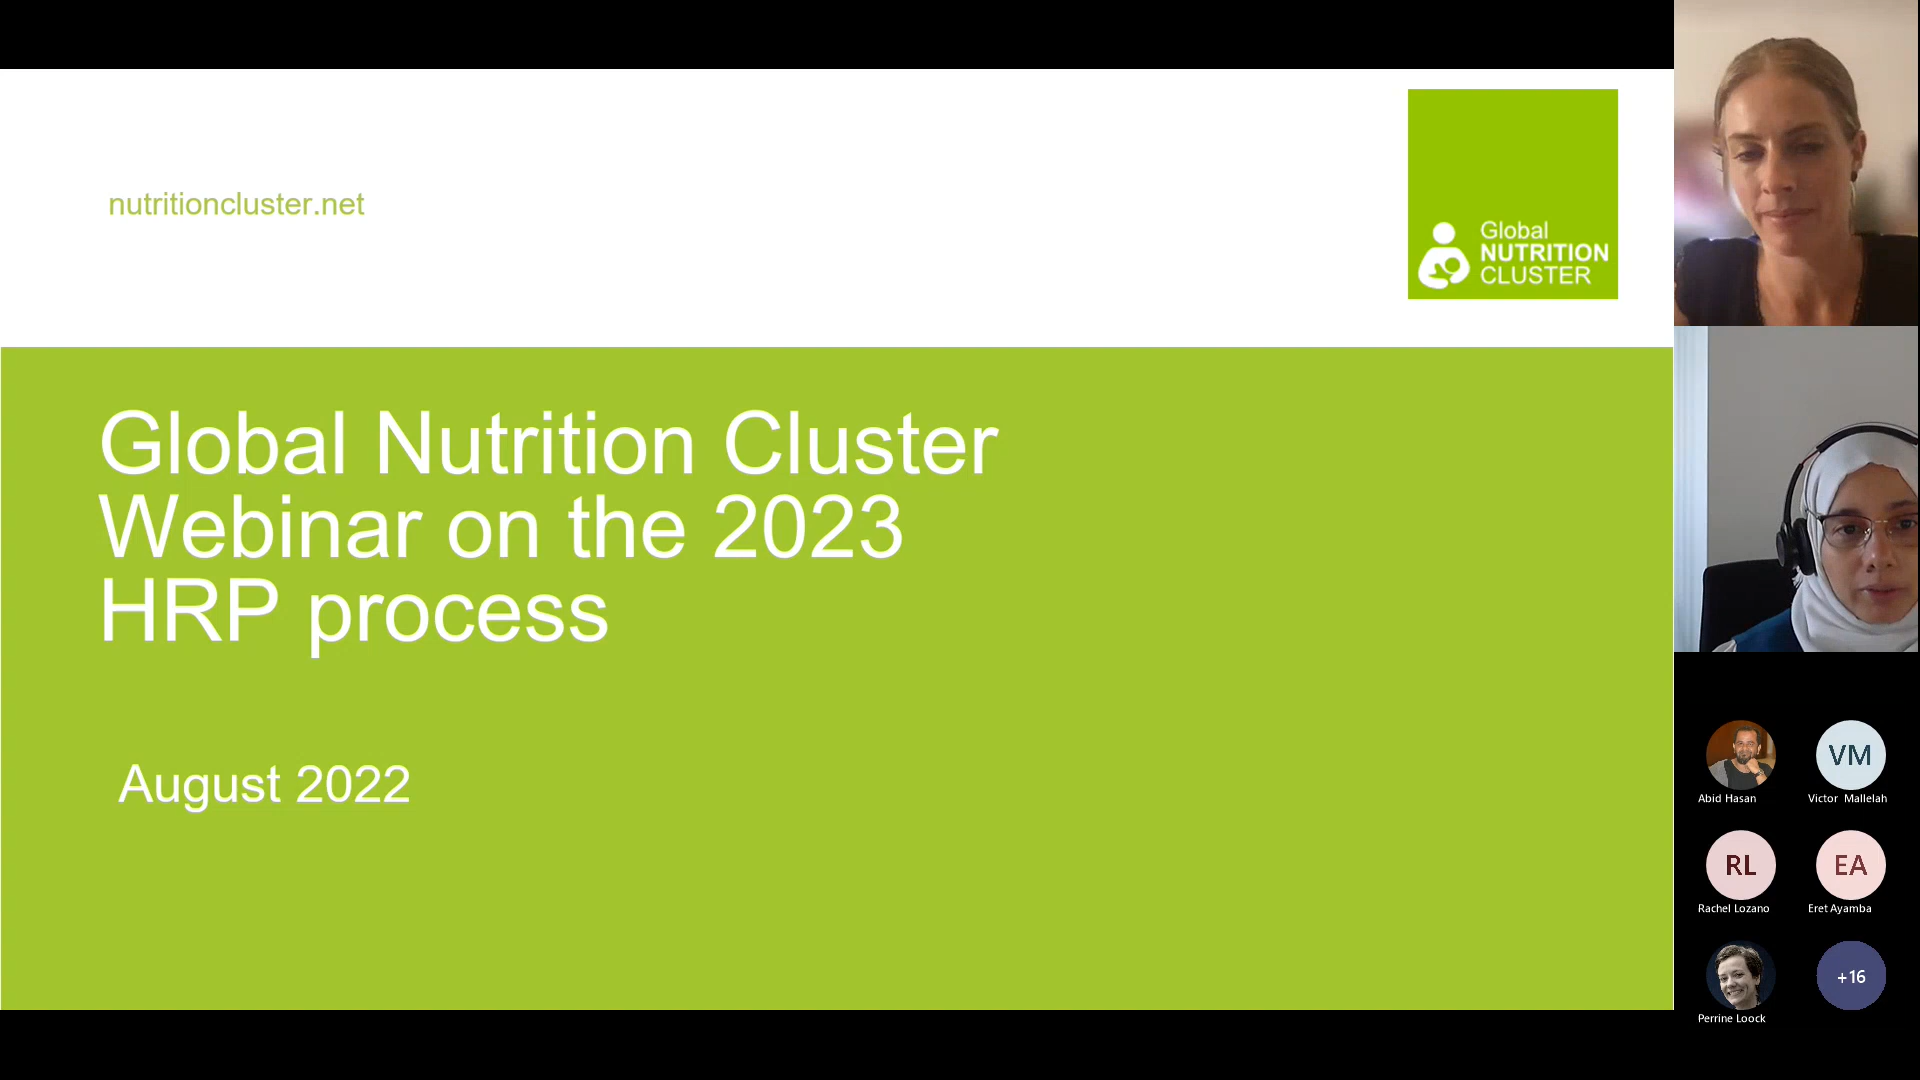 nutritioncluster.net
Global
NUTRITION
CLUSTER
Global Nutrition Cluster
Webinar on the 2023
HRP process
August 2022
VM
Abid Hasan
Victor Mallelah
RL
EA
Rachel Lozano
Eret Ayamba
+16
Perrine Loock